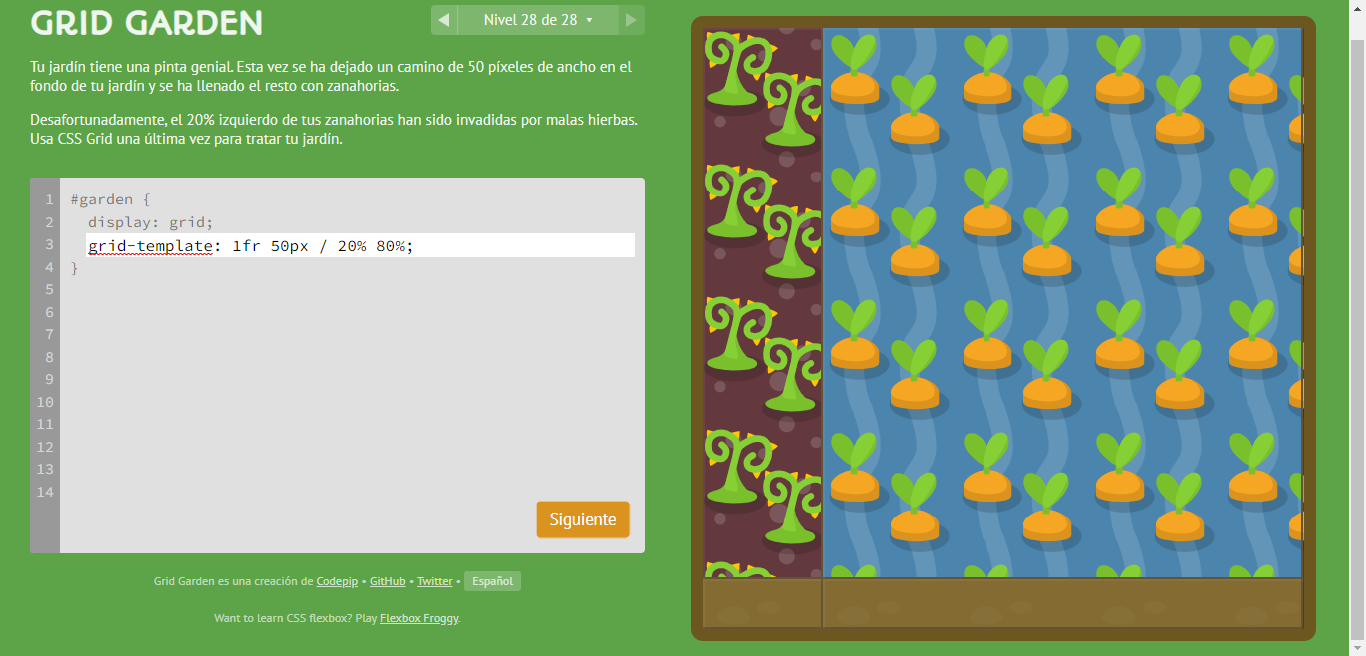 GRID GARDEN
Nivel 28 de 28
Tu jardín tiene una pinta genial. Esta vez se ha dejado un camino de 50 píxeles de ancho en el
fondo de tu jardín y se ha llenado el resto con zanahorias.
Desafortunadamente, el 20% izquierdo de tus zanahorias han sido invadidas por malas hierbas.
Usa CSS Grid una última vez para tratar tu jardín.
1 #garden {
2 display: grid;
3 grid-template: 1fr 50px / 20% 80%;
4 }
5
6
7
8
9
10
11
12
13
14
Siguiente
Grid Garden es una creación de Codepip • GitHub • Twitter • Español
Want to learn CSS flexbox? Play Flexbox Froggy.